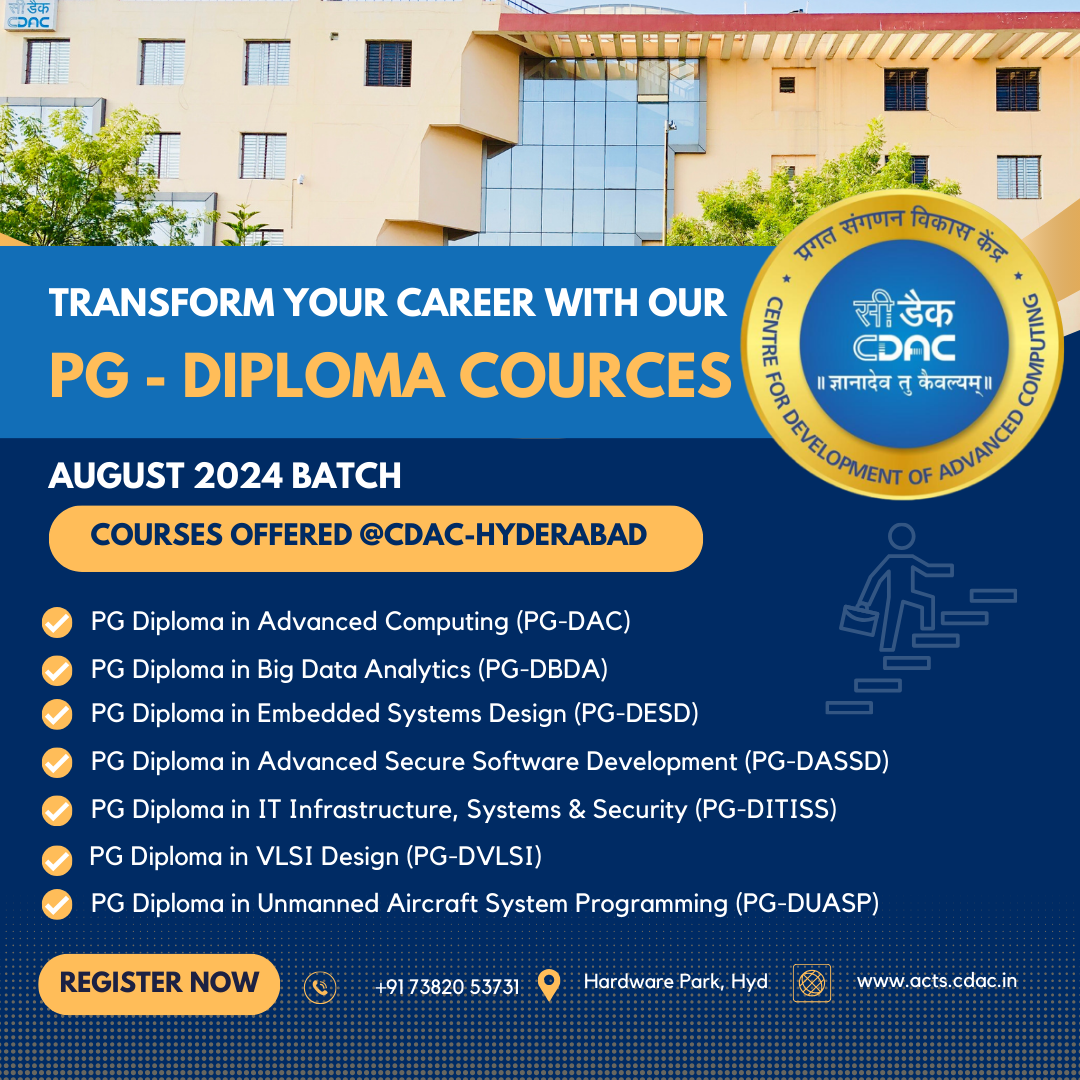 सी डैक
CDAC
TRANSFORM YOUR CAREER WITH OUR
PG - DIPLOMA COURCES
प्रगत संगणन विकास केंद्र
सी डैक
CDAC
॥ ज्ञानादेव तु कैवल्यम् ॥
CENTRE FOR DEVELOPMENT OF ADVANCED COMPUTING
AUGUST 2024 BATCH
COURSES OFFERED @CDAC-HYDERABAD
PG Diploma in Advanced Computing (PG-DAC)
PG Diploma in Big Data Analytics (PG-DBDA)
PG Diploma in Embedded Systems Design (PG-DESD)
PG Diploma in Advanced Secure Software Development (PG-DASSD)
PG Diploma in IT Infrastructure, Systems & Security (PG-DITISS)
PG Diploma in VLSI Design (PG-DVLSI)
PG Diploma in Unmanned Aircraft System Programming (PG-DUASP)
REGISTER NOW
+91 73820 53731
Hardware Park, Hyd
www.acts.cdac.in